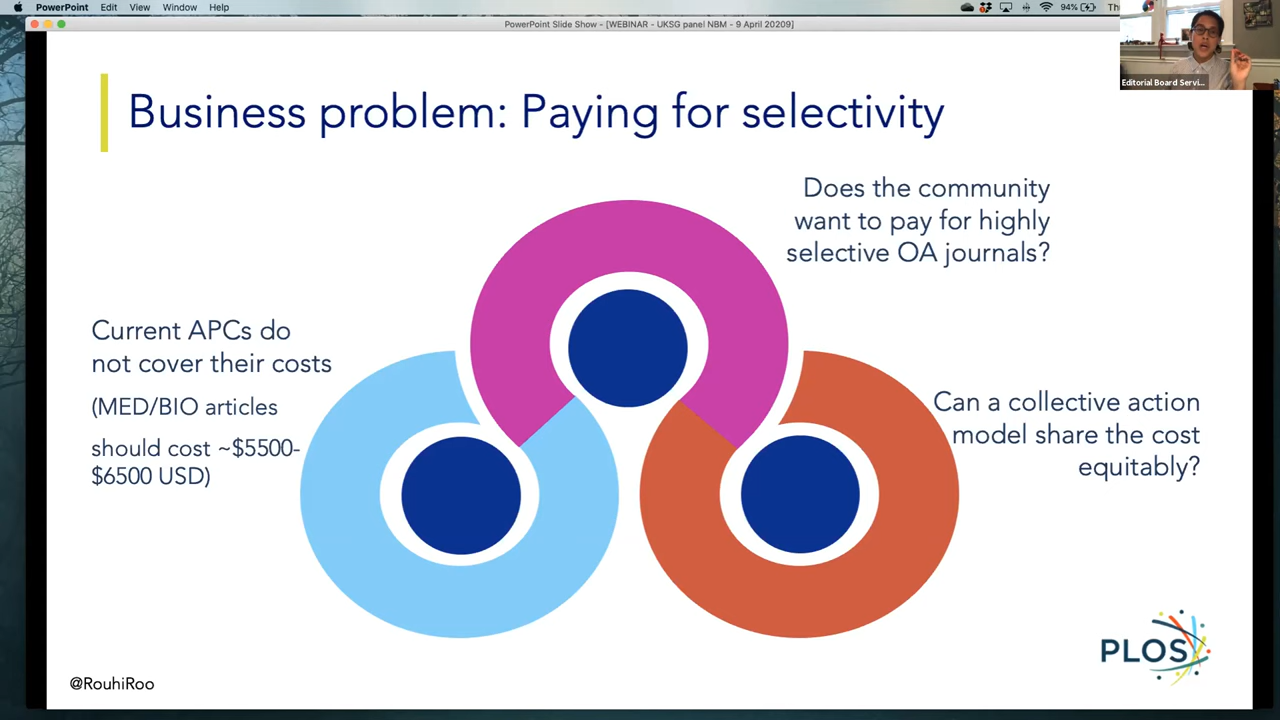 PowerPoint Edit View Window Help 94% Th
PowerPoint Slide Show - [WEBINAR - UKSG panel NBM - 9 April 20209]
Editorial Board Servi...
Business problem: Paying for selectivity
Does the community
want to pay for highly
selective OA journals?
Current APCs do
not cover their costs
(MED/BIO articles
should cost ~$5500-
$6500 USD)
Can a collective action
model share the cost
equitably?
PLOS
@RouhiRoo